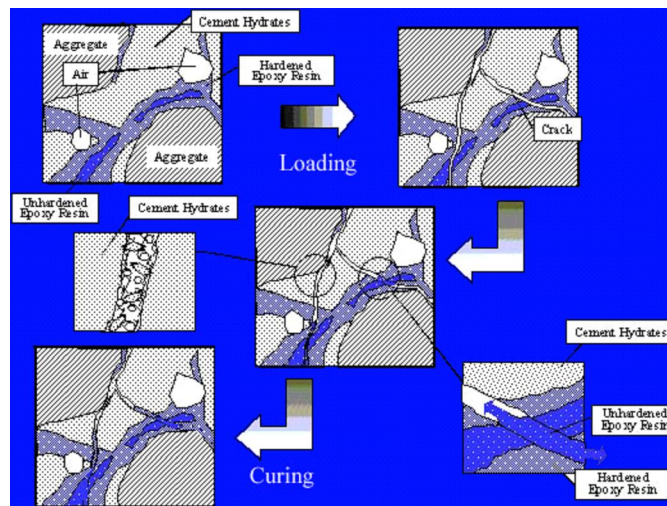 Cement Hydrates
Aggregate
Air
Hardened
Epoxy Resin
Aggregate
Loading
Crack
Unhardened
Epoxy Resin
Cement Hydrates
Cement Hydrates
Unhardened
Epoxy Resin
Hardened
Epoxy Resin
Curing